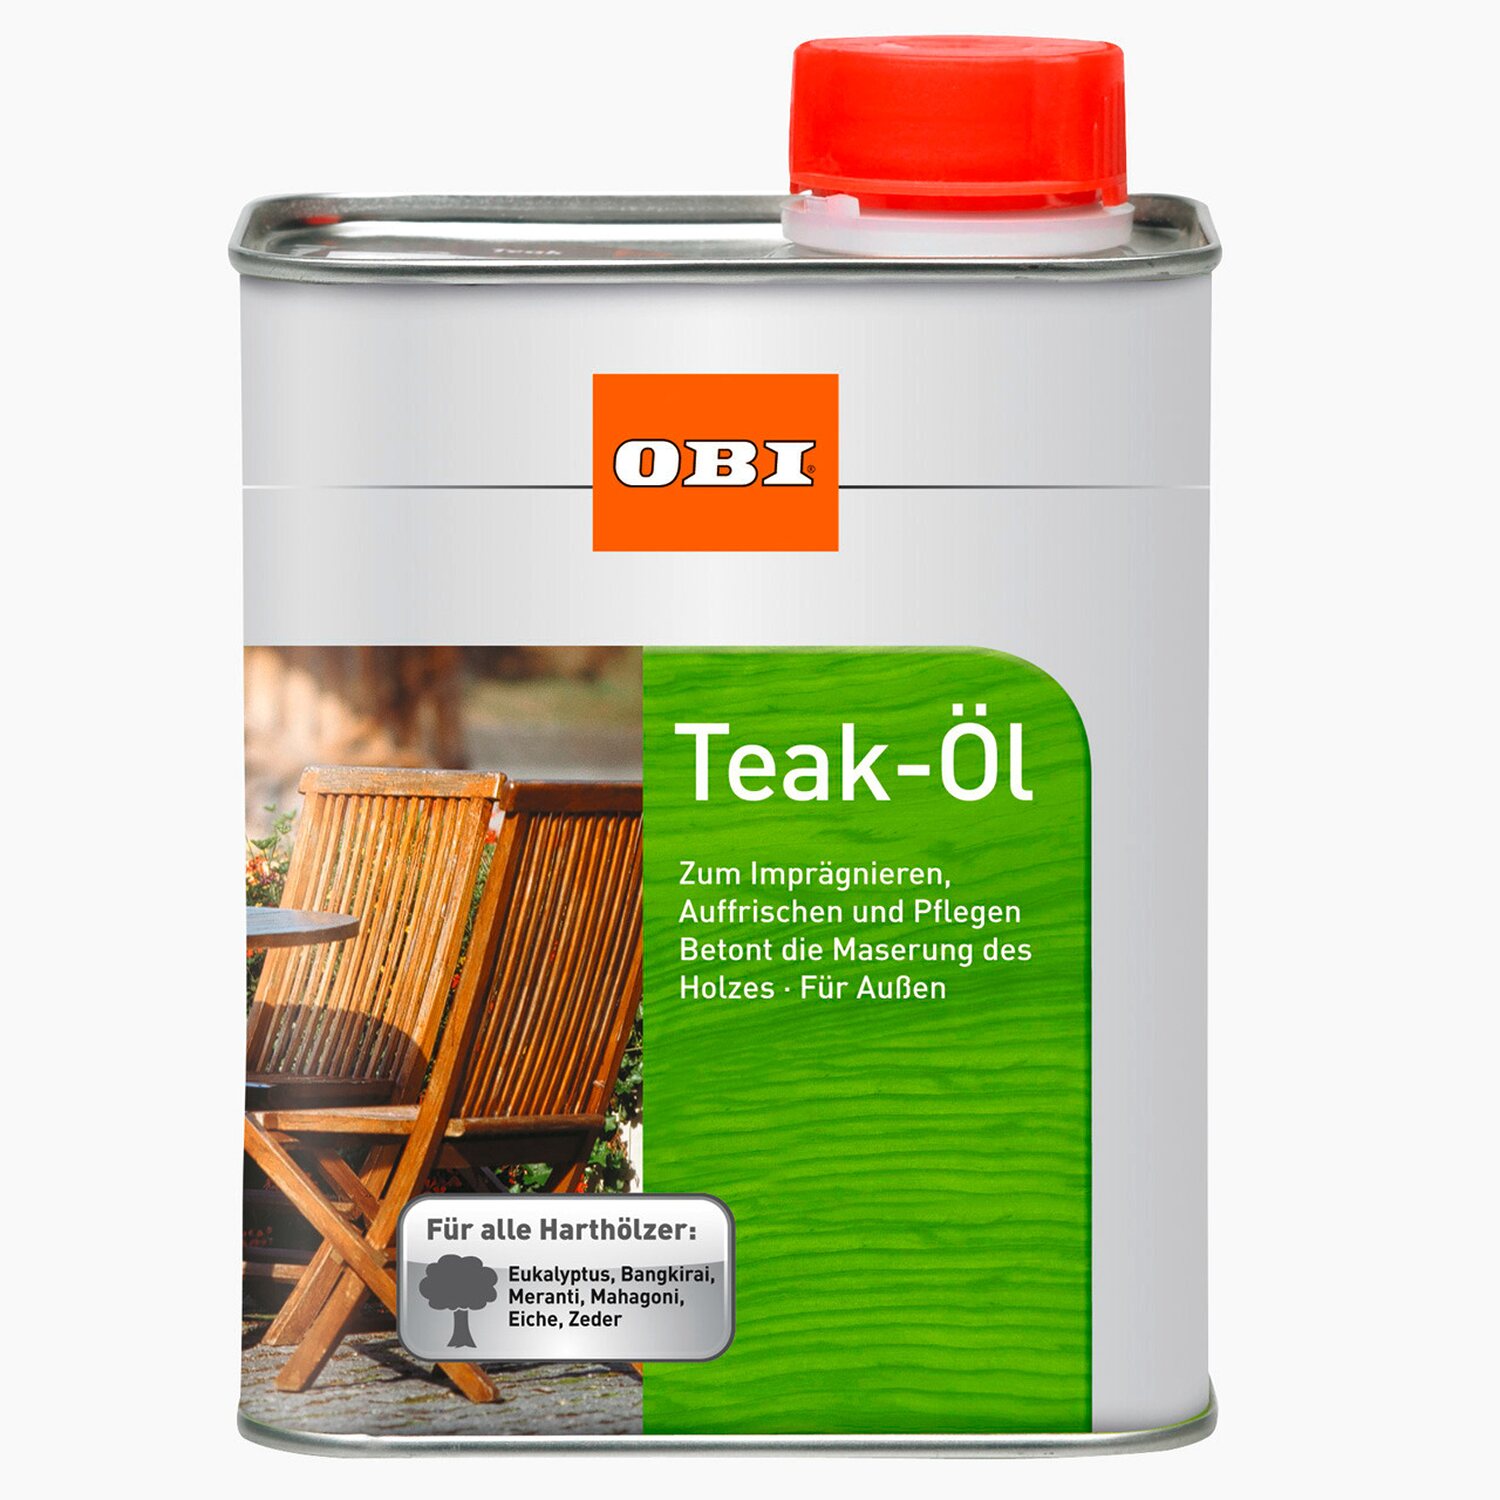 Teak
OBI®
Teak-Öl
Zum Imprägnieren,
Auffrischen und Pflegen
Betont die Maserung des
Holzes · Für Außen
Für alle Harthölzer:
Eukalyptus, Bangkirai,
Meranti, Mahagoni,
Eiche, Zeder